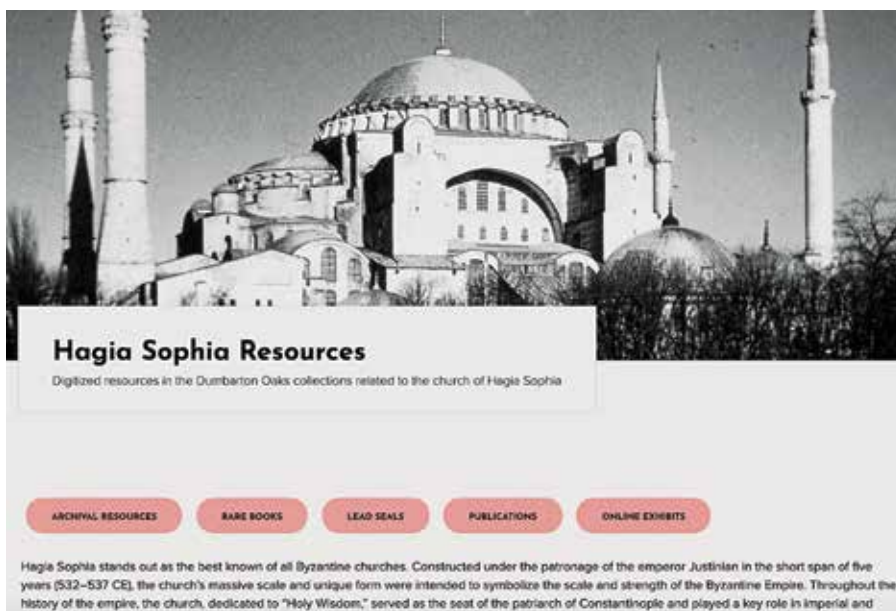 Hagia Sophia Resources
Digitized resources in the Dumbarton Oaks collections related to the church of Hagia Sophia
ARCHIVAL RESOURCES RARE BOOKS LEAD SEALS PUBLICATIONS ONLINE EXHIBITS
Hagia Sophia stands out as the best known of all Byzantine churches. Constructed under the patronage of the emperor Justinian in the short span of five
years (532–537 CE), the church's massive scale and unique form were intended to symbolize the scale and strength of the Byzantine Empire. Throughout the
history of the empire, the church, dedicated to "Holy Wisdom," served as the seat of the patriarch of Constantinople and played a key role in imperial and